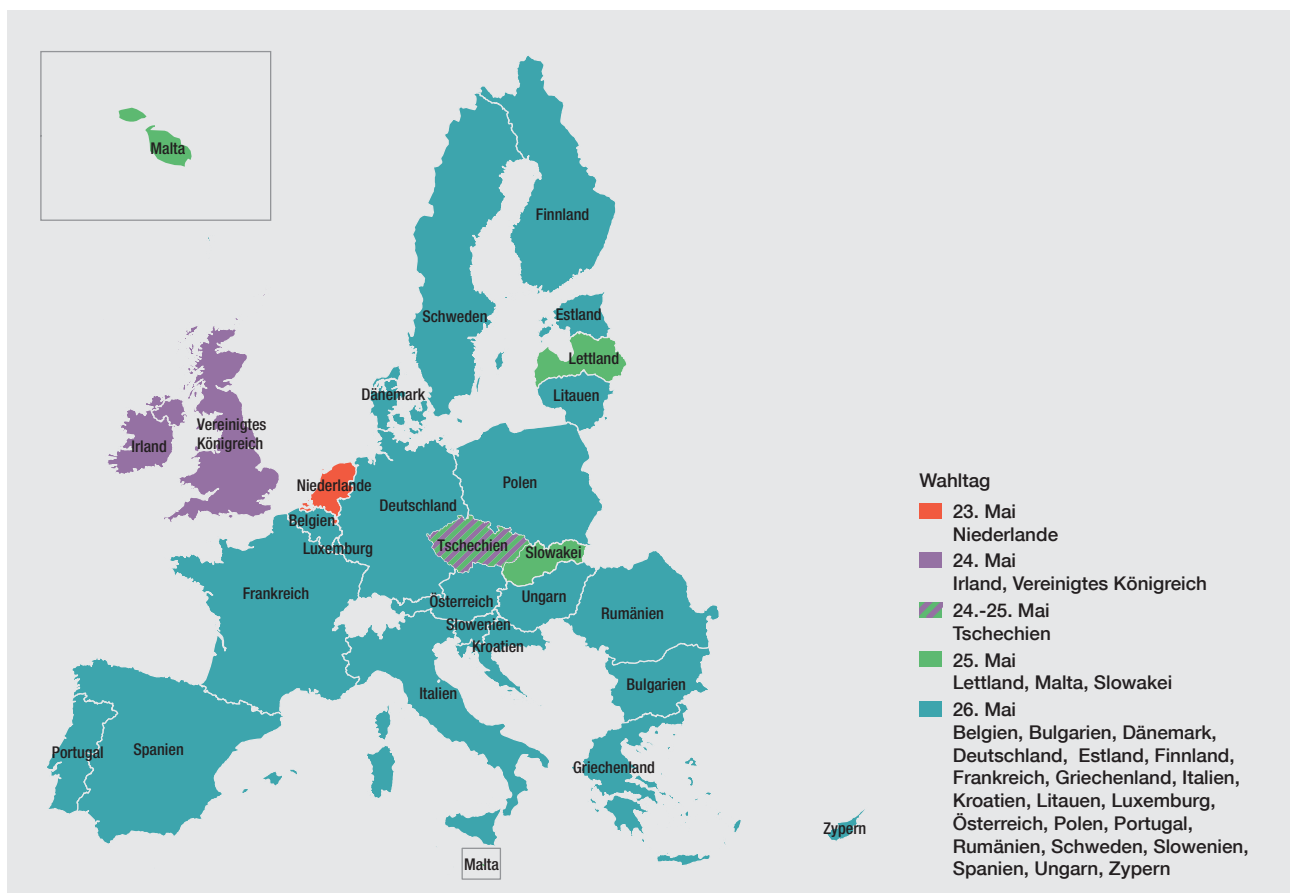 Malta
Finnland
Schweden
Estland
Lettland
Litauen
Dänemark
Vereinigtes
Königreich
Irland
Niederlande
Polen
Deutschland
Belgien
Tschechien
Slowakei
Luxemburg
Frankreich
Österreich
Ungarn
Rumänien
Slowenien
Kroatien
Bulgarien
Italien
Portugal
Spanien
Griechenland
Zypern
Malta
Wahltag
23. Mai
Niederlande
24. Mai
Irland, Vereinigtes Königreich
24.-25. Mai
Tschechien
25. Mai
Lettland, Malta, Slowakei
26. Mai
Belgien, Bulgarien, Dänemark,
Deutschland, Estland, Finnland,
Frankreich, Griechenland, Italien,
Kroatien, Litauen, Luxemburg,
Österreich, Polen, Portugal,
Rumänien, Schweden, Slowenien,
Spanien, Ungarn, Zypern